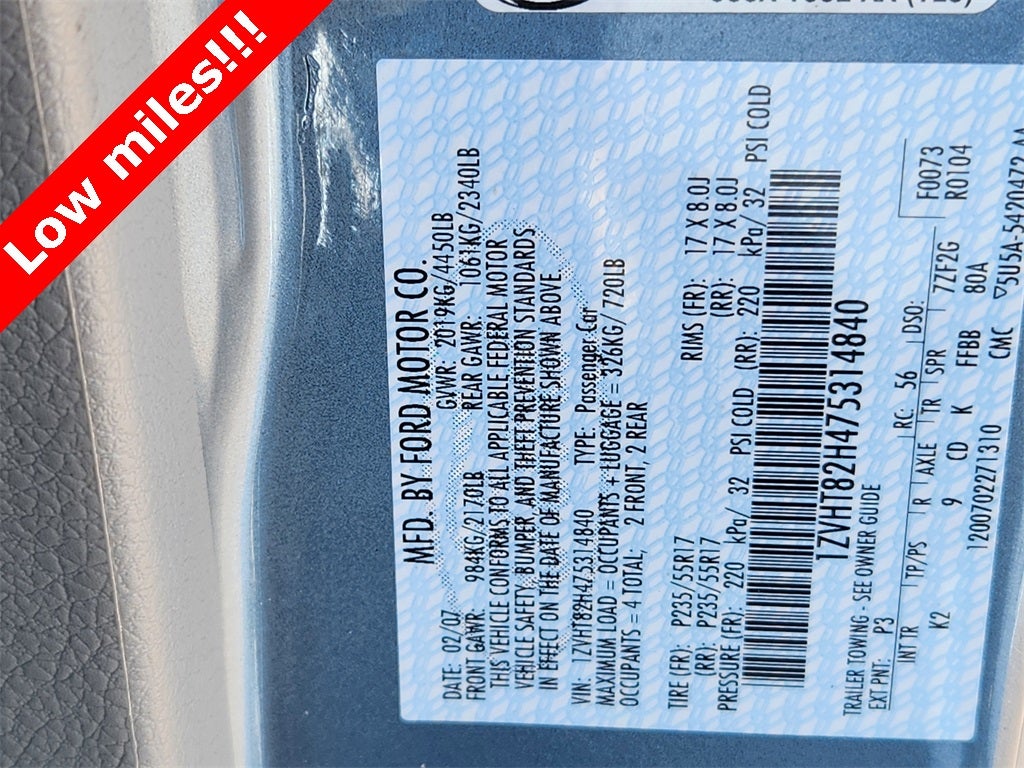 Low miles!!!
MFD. BY FORD MOTOR CO.
DATE: 02/07 GVWR: 2019KG/4450LB
FRONT GAWR: 984KG/2170LB REAR GAWR: 1061KG/2340LB
THIS VEHICLE CONFORMS TO ALL APPLICABLE FEDERAL MOTOR
VEHICLE SAFETY, BUMPER, AND THEFT PREVENTION STANDARDS
IN EFFECT ON THE DATE OF MANUFACTURE SHOWN ABOVE.
VIN: 1ZVHT82H475314840 TYPE: Passenger Car
MAXIMUM LOAD = OCCUPANTS + LUGGAGE = 326KG/720LB
OCCUPANTS = 4 TOTAL; 2 FRONT, 2 REAR
TIRE (FR): P235/55R17 RIMS (FR): 17 X 8.0J
(RR): P235/55R17 (RR): 17 X 8.0J
PRESSURE (FR): 220 kPa/ 32 PSI COLD (RR): 220 kPa/ 32 PSI COLD
1ZVHT82H475314840
TRAILER TOWING - SEE OWNER GUIDE
EXT PNT: P3 RC: 56 DSO: F0073
R0104
INT TR TP/PS R AXLE TR SPR 7ZF2G
K2 9 CD K FFBB 80A
1200702271310 CMC ▽5U5A-5420472